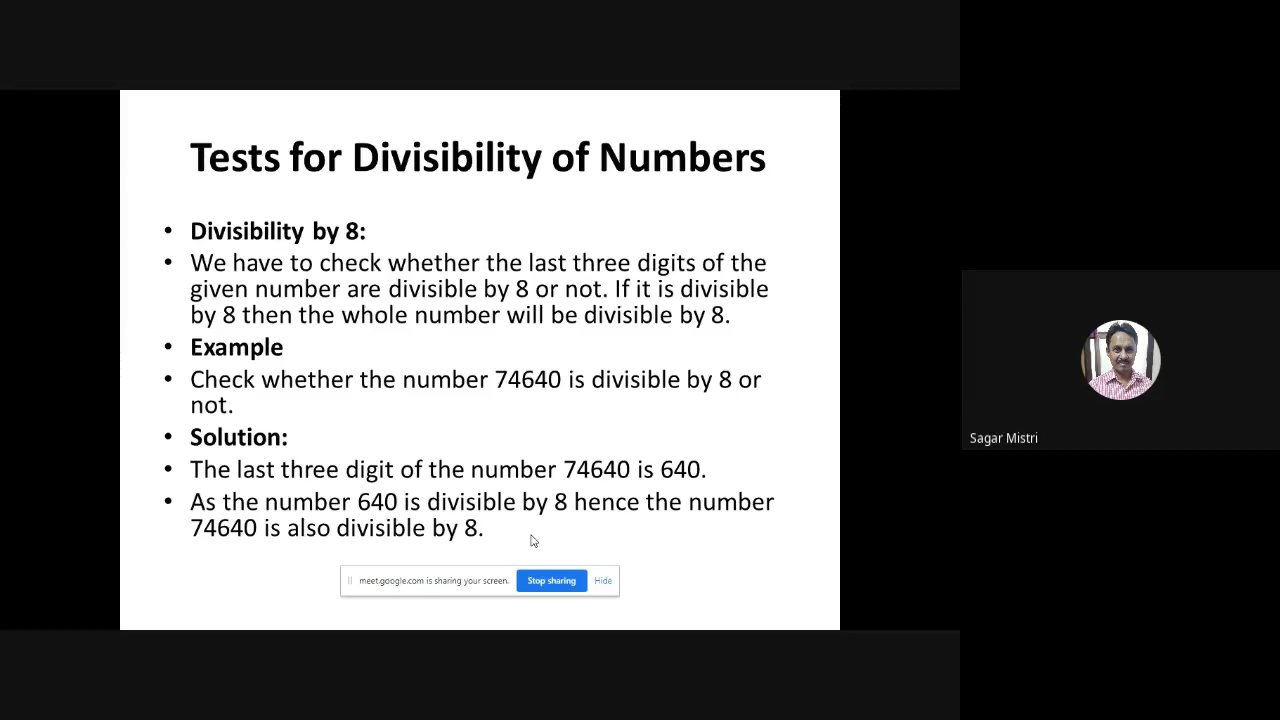 Tests for Divisibility of Numbers
• Divisibility by 8:
• We have to check whether the last three digits of the
given number are divisible by 8 or not. If it is divisible
by 8 then the whole number will be divisible by 8.
• Example
• Check whether the number 74640 is divisible by 8 or
not.
• Solution:
• The last three digit of the number 74640 is 640.
• As the number 640 is divisible by 8 hence the number
74640 is also divisible by 8.
meet.google.com is sharing your screen. Stop sharing Hide
Sagar Mistri